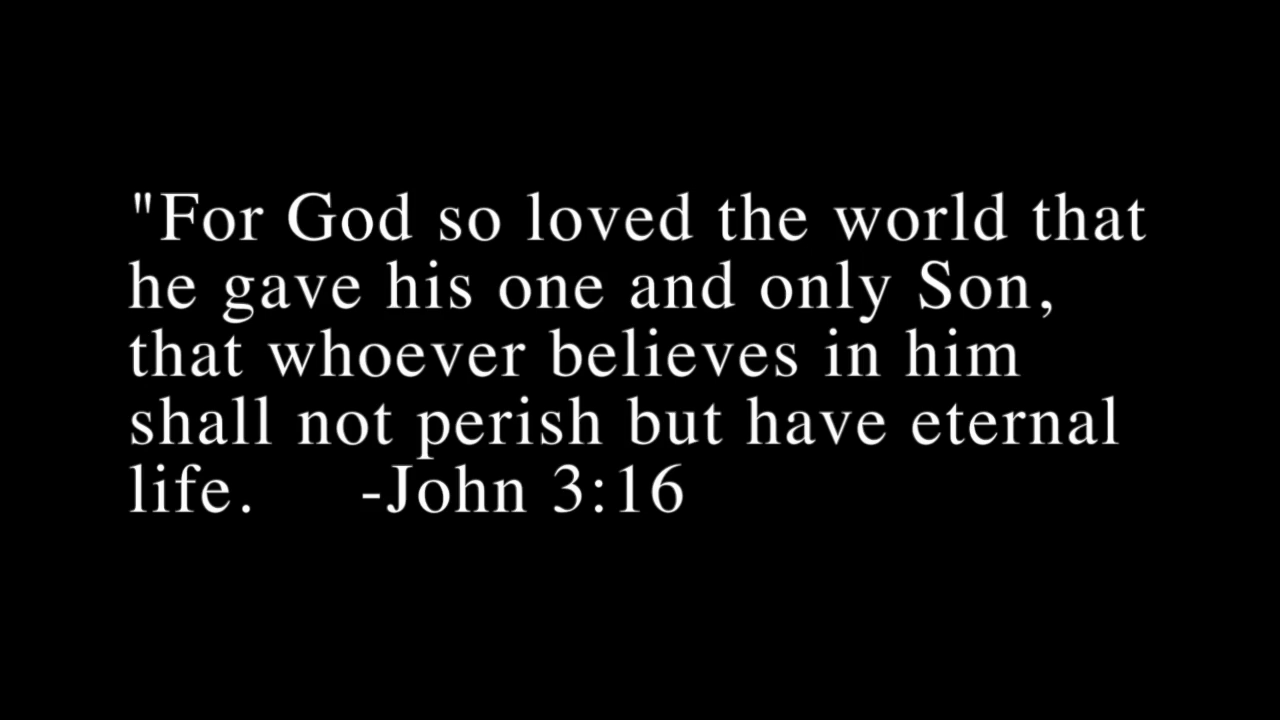 "For God so loved the world that
he gave his one and only Son,
that whoever believes in him
shall not perish but have eternal
life. -John 3:16